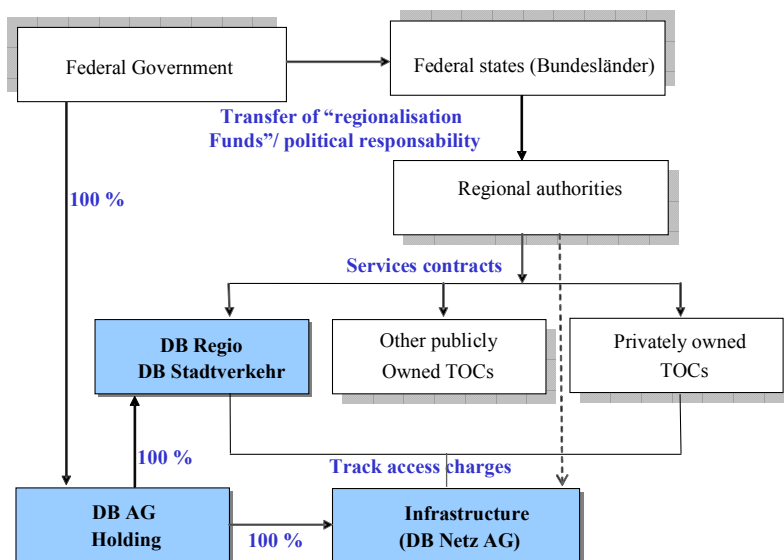 Federal Government
Federal states (Bundesländer)
Transfer of “regionalisation
Funds”/ political responsability
Regional authorities
100 %
Services contracts
DB Regio
DB Stadtverkehr
Other publicly
Owned TOCs
Privately owned
TOCs
100 %
Track access charges
DB AG
Holding
100 %
Infrastructure
(DB Netz AG)